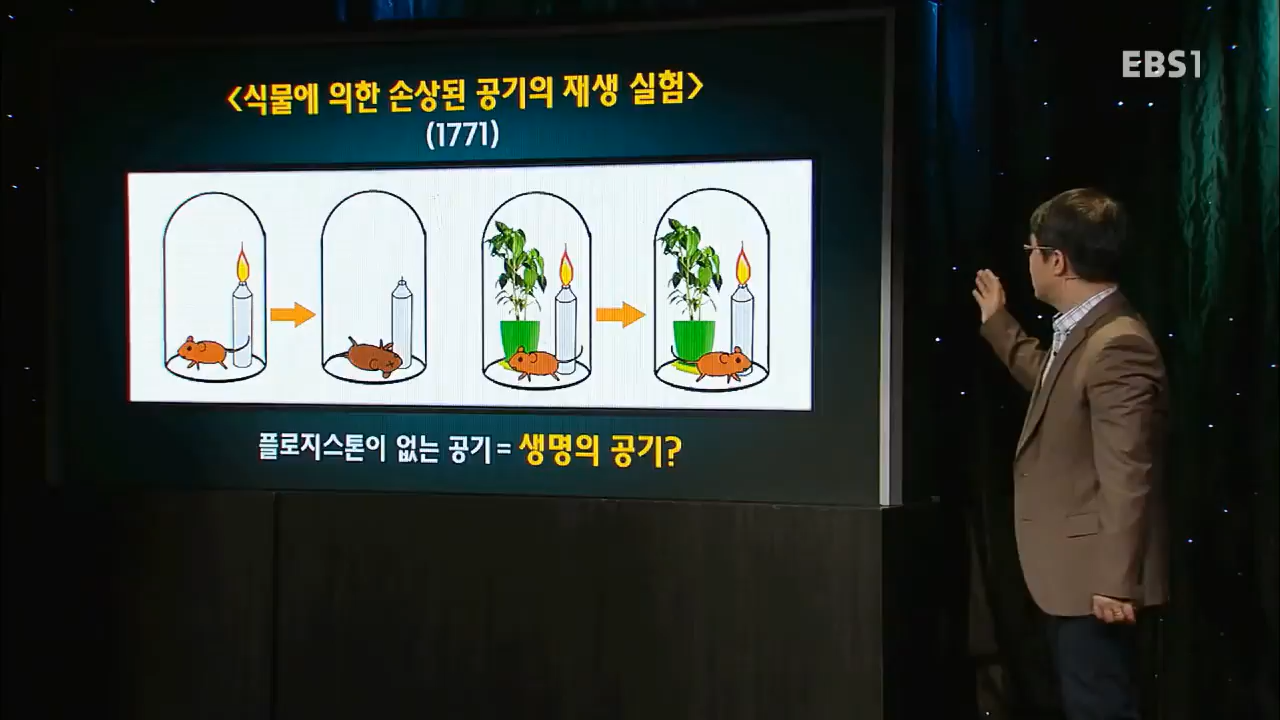 EBS1
<식물에 의한 손상된 공기의 재생 실험>
(1771)
플로지스톤이 없는 공기 = 생명의 공기?